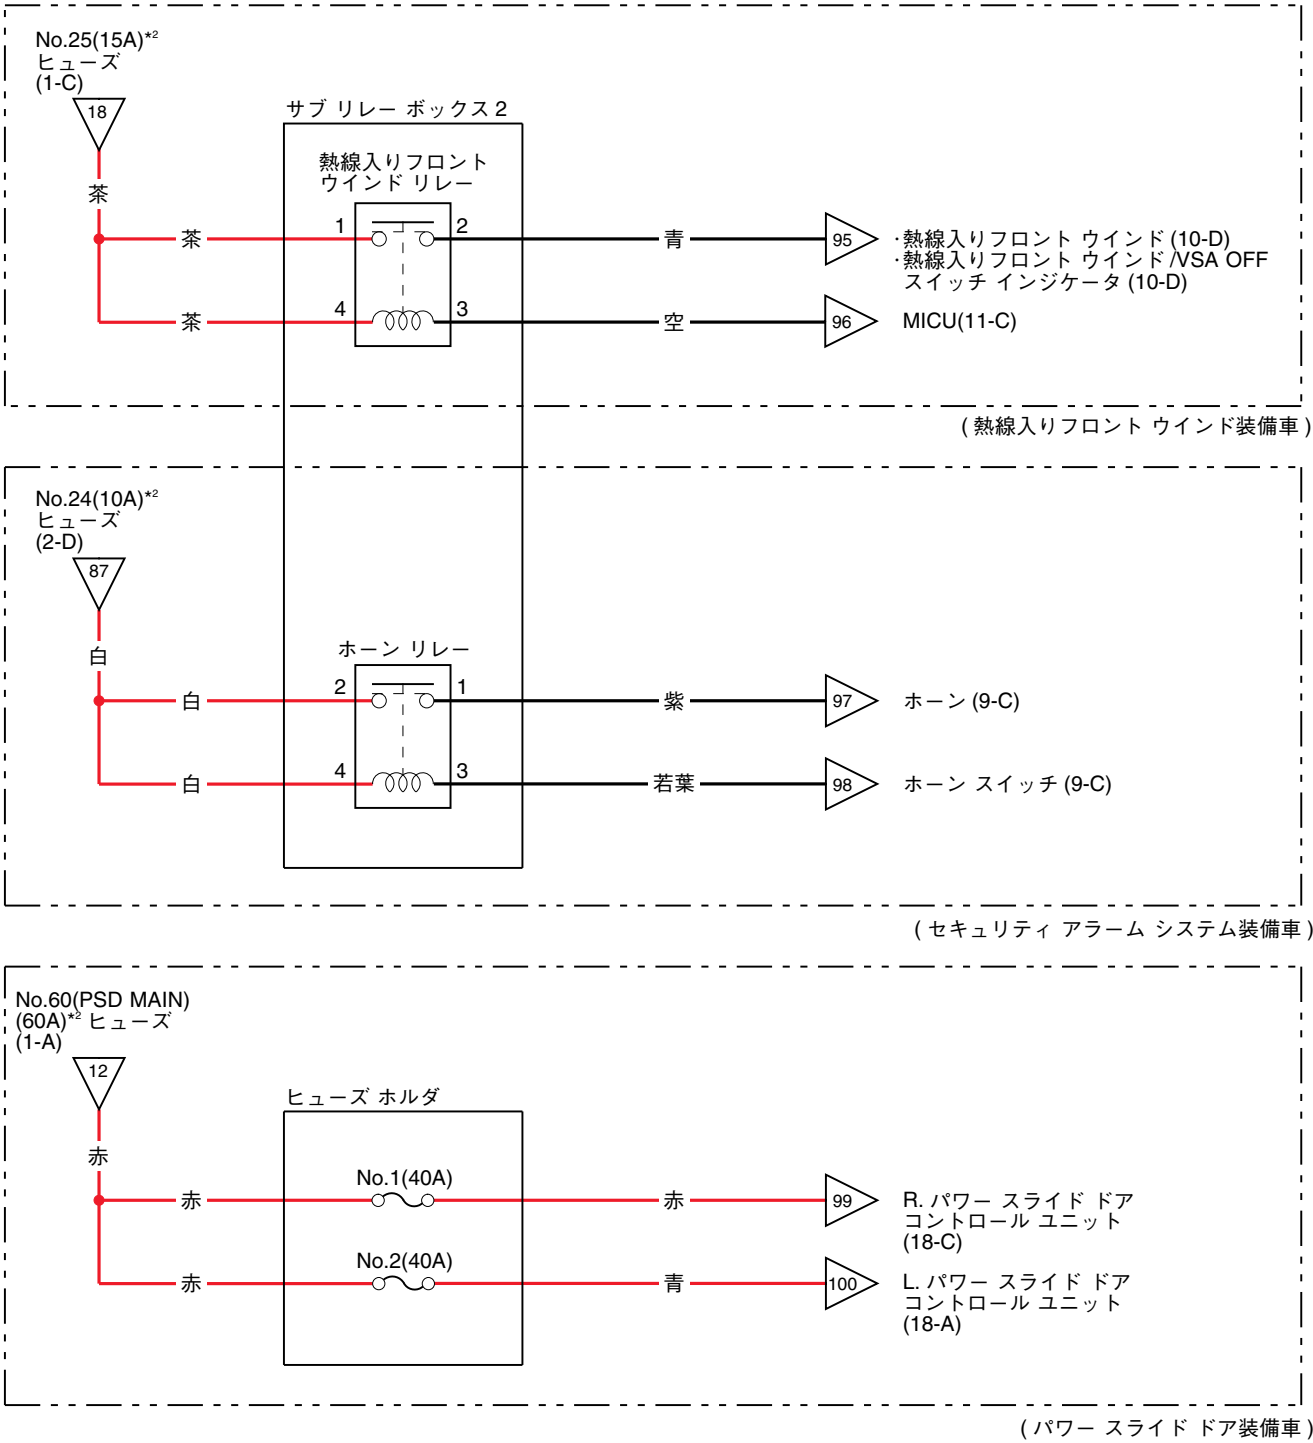 No.25(15A)*2
ヒューズ
(1-C)
18
サブ リレー ボックス 2
熱線入りフロント
ウインド リレー
茶
茶
1
2
青
95
･熱線入りフロント ウインド (10-D)
･熱線入りフロント ウインド /VSA OFF
スイッチ インジケータ (10-D)
茶
4
3
空
96
MICU(11-C)
( 熱線入りフロント ウインド装備車 )
No.24(10A)*2
ヒューズ
(2-D)
87
ホーン リレー
白
白
2
1
紫
97
ホーン (9-C)
白
4
3
若葉
98
ホーン スイッチ (9-C)
( セキュリティ アラーム システム装備車 )
No.60(PSD MAIN)
(60A)*2 ヒューズ
(1-A)
12
ヒューズ ホルダ
赤
No.1(40A)
赤
赤
99
R. パワー スライド ドア
コントロール ユニット
(18-C)
No.2(40A)
赤
青
100
L. パワー スライド ドア
コントロール ユニット
(18-A)
( パワー スライド ドア装備車 )